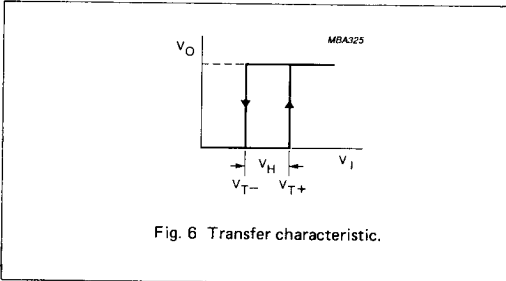 MBA325
VO
VH
VI
VT− VT+
Fig. 6 Transfer characteristic.